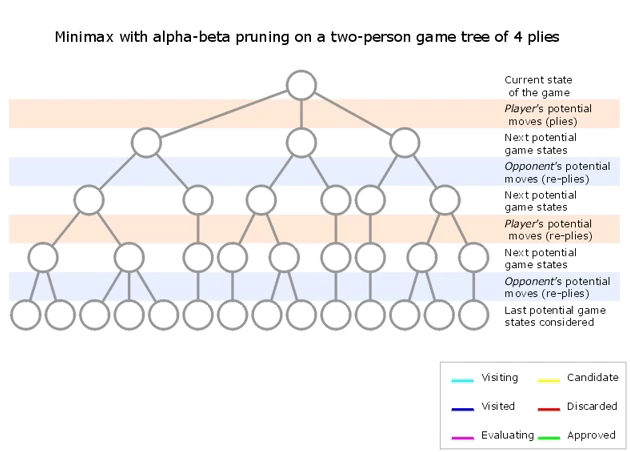 Minimax with alpha-beta pruning on a two-person game tree of 4 plies
Current state
of the game
Player's potential
moves (plies)
Next potential
game states
Opponent's potential
moves (re-plies)
Next potential
game states
Player's potential
moves (re-plies)
Next potential
game states
Opponent's potential
moves (re-plies)
Last potential game
states considered
Visiting
Candidate
Visited
Discarded
Evaluating
Approved